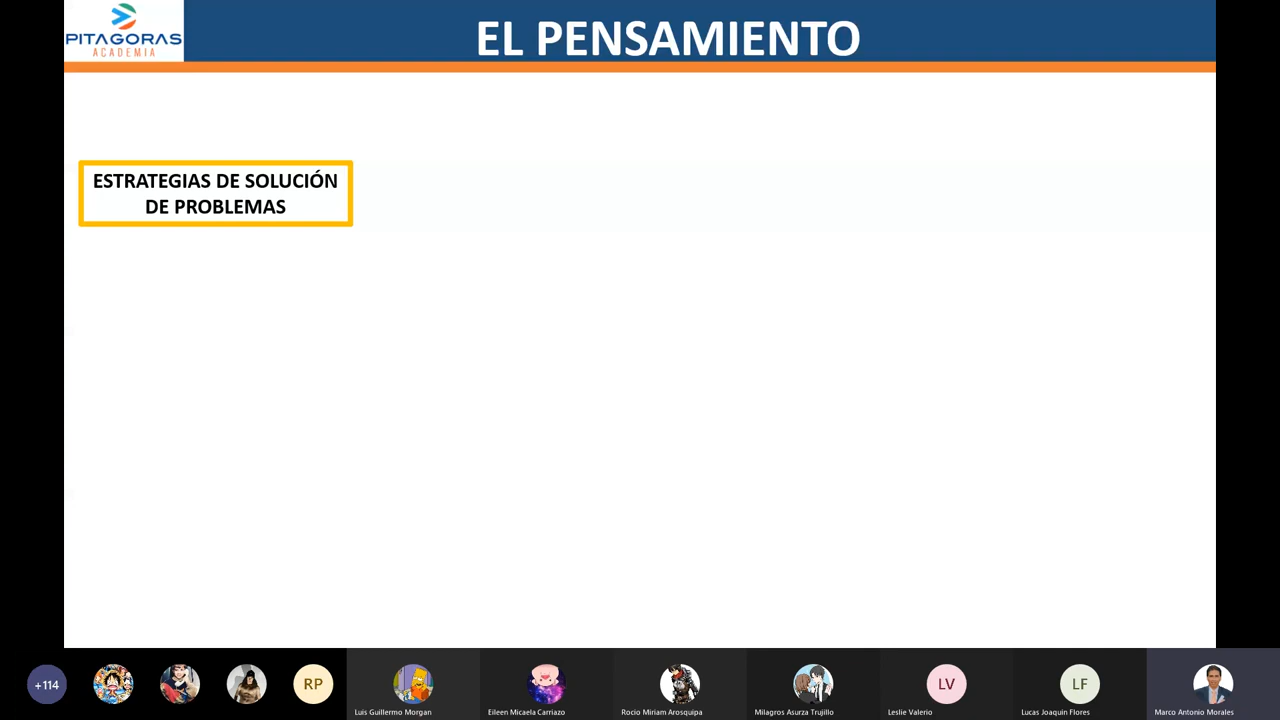 PITAGORAS
ACADEMIA
EL PENSAMIENTO
ESTRATEGIAS DE SOLUCIÓN
DE PROBLEMAS
+114
RP
LV
LF
Luis Guillermo Morgan
Eileen Micaela Carriazo
Rocio Miriam Arosquipa
Milagros Asurza Trujillo
Leslie Valerio
Lucas Joaquin Flores
Marco Antonio Morales